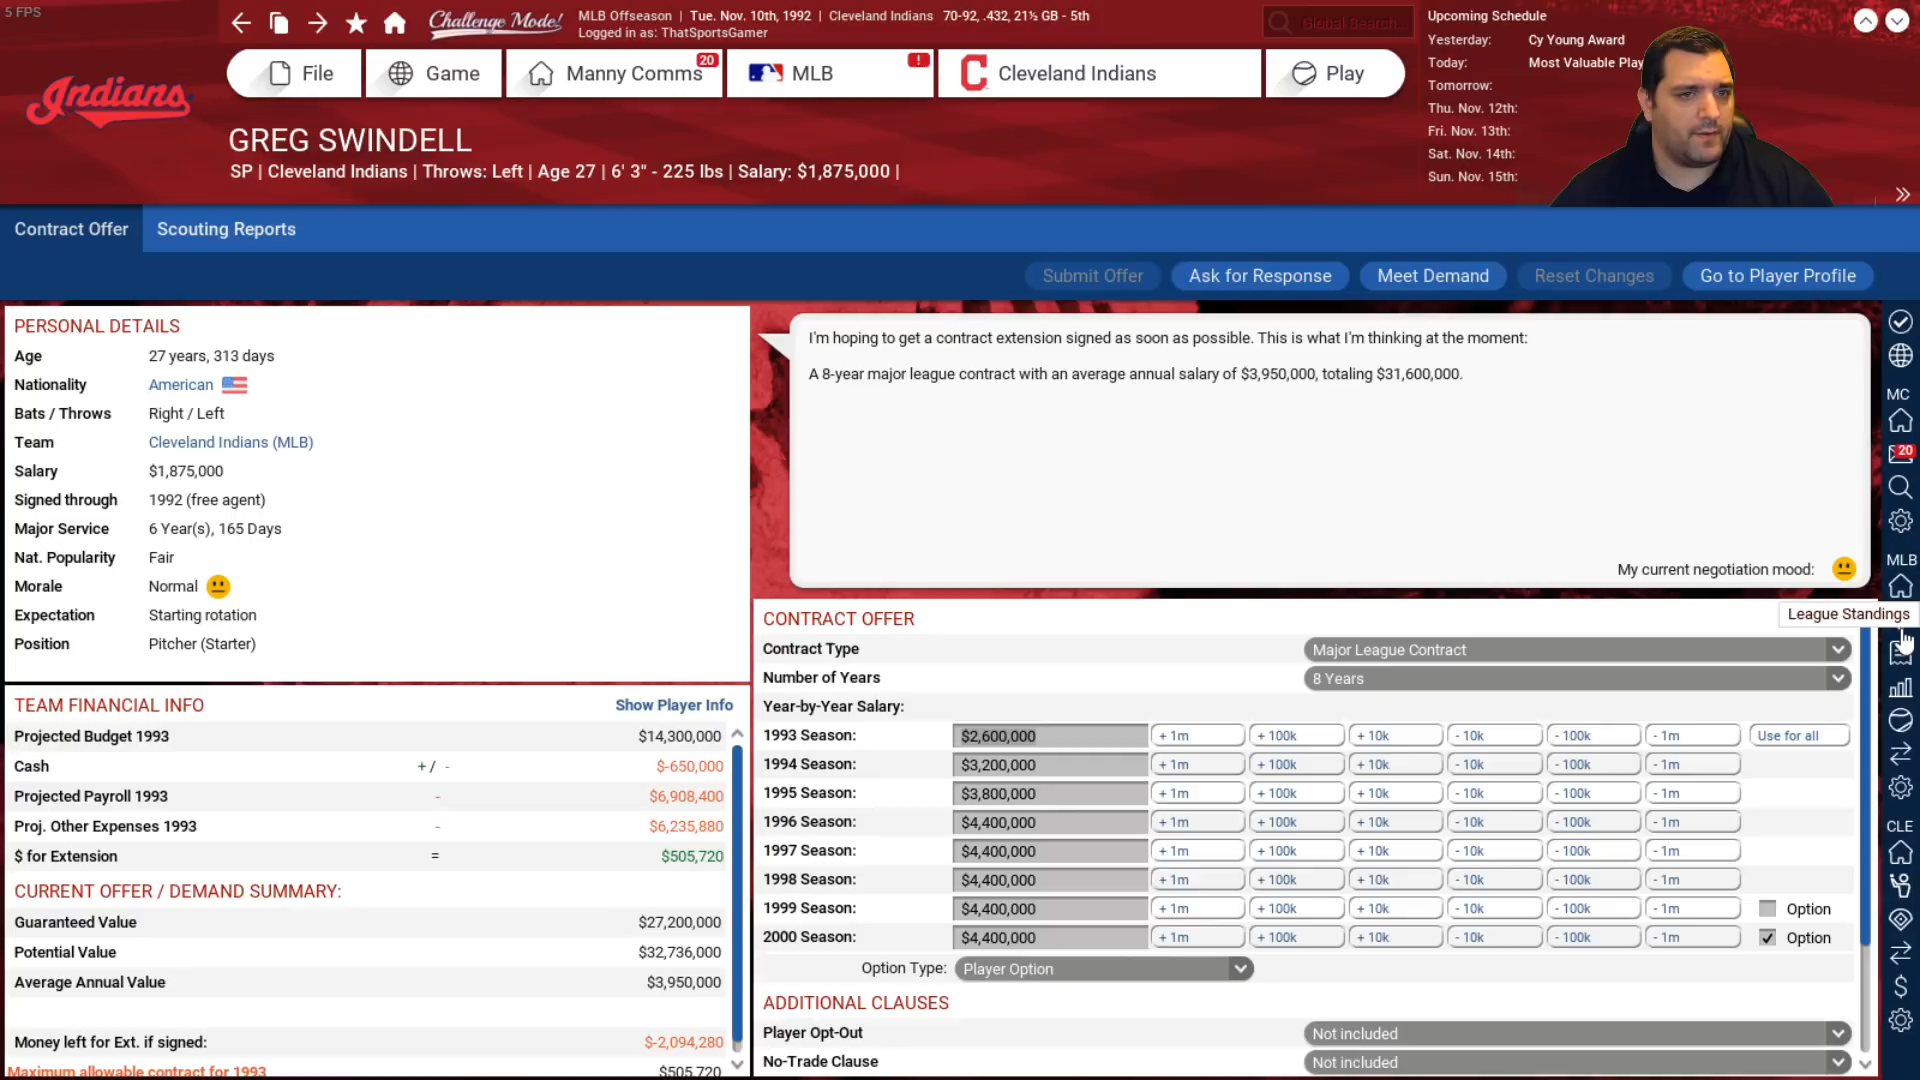 5 FPS
Challenge Mode!
MLB Offseason | Tue. Nov. 10th, 1992 | Cleveland Indians 70-92, .432, 21½ GB - 5th
Logged in as: ThatSportsGamer
Global Search...
Upcoming Schedule
Yesterday: Cy Young Award
Today: Most Valuable Play
Tomorrow:
Thu. Nov. 12th:
Fri. Nov. 13th:
Sat. Nov. 14th:
Sun. Nov. 15th:
Indians
File
Game
Manny Comms 20
MLB !
Cleveland Indians
Play
GREG SWINDELL
SP | Cleveland Indians | Throws: Left | Age 27 | 6' 3" - 225 lbs | Salary: $1,875,000 |
Contract Offer
Scouting Reports
Submit Offer
Ask for Response
Meet Demand
Reset Changes
Go to Player Profile
PERSONAL DETAILS
Age 27 years, 313 days
Nationality American
Bats / Throws Right / Left
Team Cleveland Indians (MLB)
Salary $1,875,000
Signed through 1992 (free agent)
Major Service 6 Year(s), 165 Days
Nat. Popularity Fair
Morale Normal
Expectation Starting rotation
Position Pitcher (Starter)
I'm hoping to get a contract extension signed as soon as possible. This is what I'm thinking at the moment:
A 8-year major league contract with an average annual salary of $3,950,000, totaling $31,600,000.
My current negotiation mood:
TEAM FINANCIAL INFO Show Player Info
Projected Budget 1993 $14,300,000
Cash + / - $-650,000
Projected Payroll 1993 - $6,908,400
Proj. Other Expenses 1993 - $6,235,880
$ for Extension = $505,720
CURRENT OFFER / DEMAND SUMMARY:
Guaranteed Value $27,200,000
Potential Value $32,736,000
Average Annual Value $3,950,000
Money left for Ext. if signed: $-2,094,280
Maximum allowable contract for 1993 $505,720
CONTRACT OFFER
Contract Type Major League Contract
Number of Years 8 Years
Year-by-Year Salary:
1993 Season: $2,600,000 + 1m + 100k + 10k - 10k - 100k - 1m Use for all
1994 Season: $3,200,000 + 1m + 100k + 10k - 10k - 100k - 1m
1995 Season: $3,800,000 + 1m + 100k + 10k - 10k - 100k - 1m
1996 Season: $4,400,000 + 1m + 100k + 10k - 10k - 100k - 1m
1997 Season: $4,400,000 + 1m + 100k + 10k - 10k - 100k - 1m
1998 Season: $4,400,000 + 1m + 100k + 10k - 10k - 100k - 1m
1999 Season: $4,400,000 + 1m + 100k + 10k - 10k - 100k - 1m Option
2000 Season: $4,400,000 + 1m + 100k + 10k - 10k - 100k - 1m Option
Option Type: Player Option
ADDITIONAL CLAUSES
Player Opt-Out Not included
No-Trade Clause Not included
MC
20
MLB
League Standings
CLE